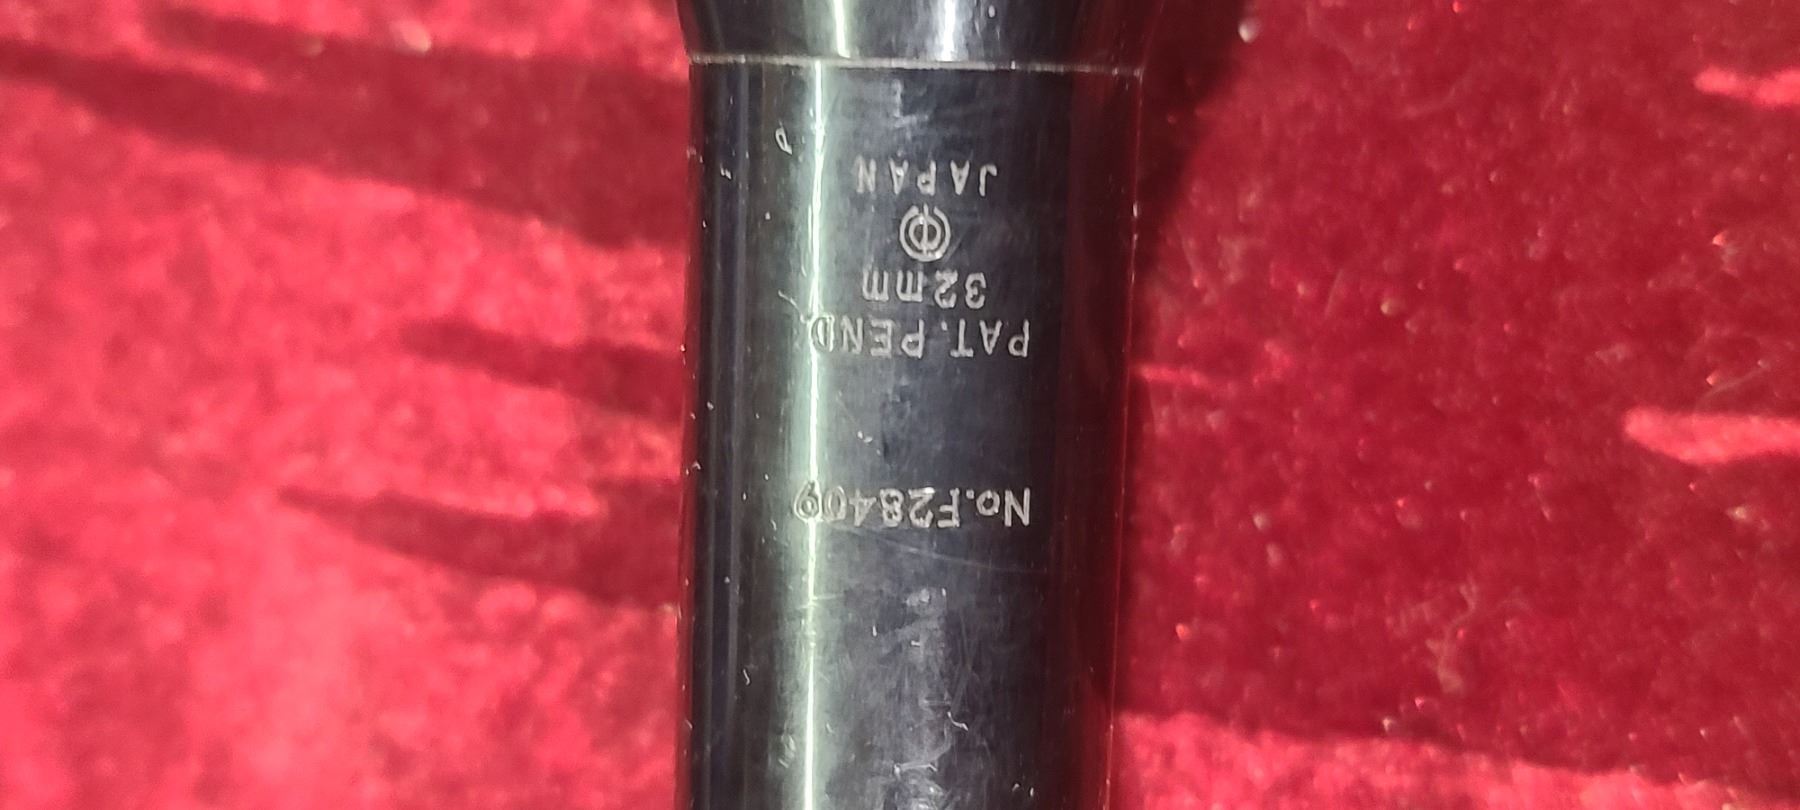 No.F28409
PAT. PEND
32mm
JAPAN